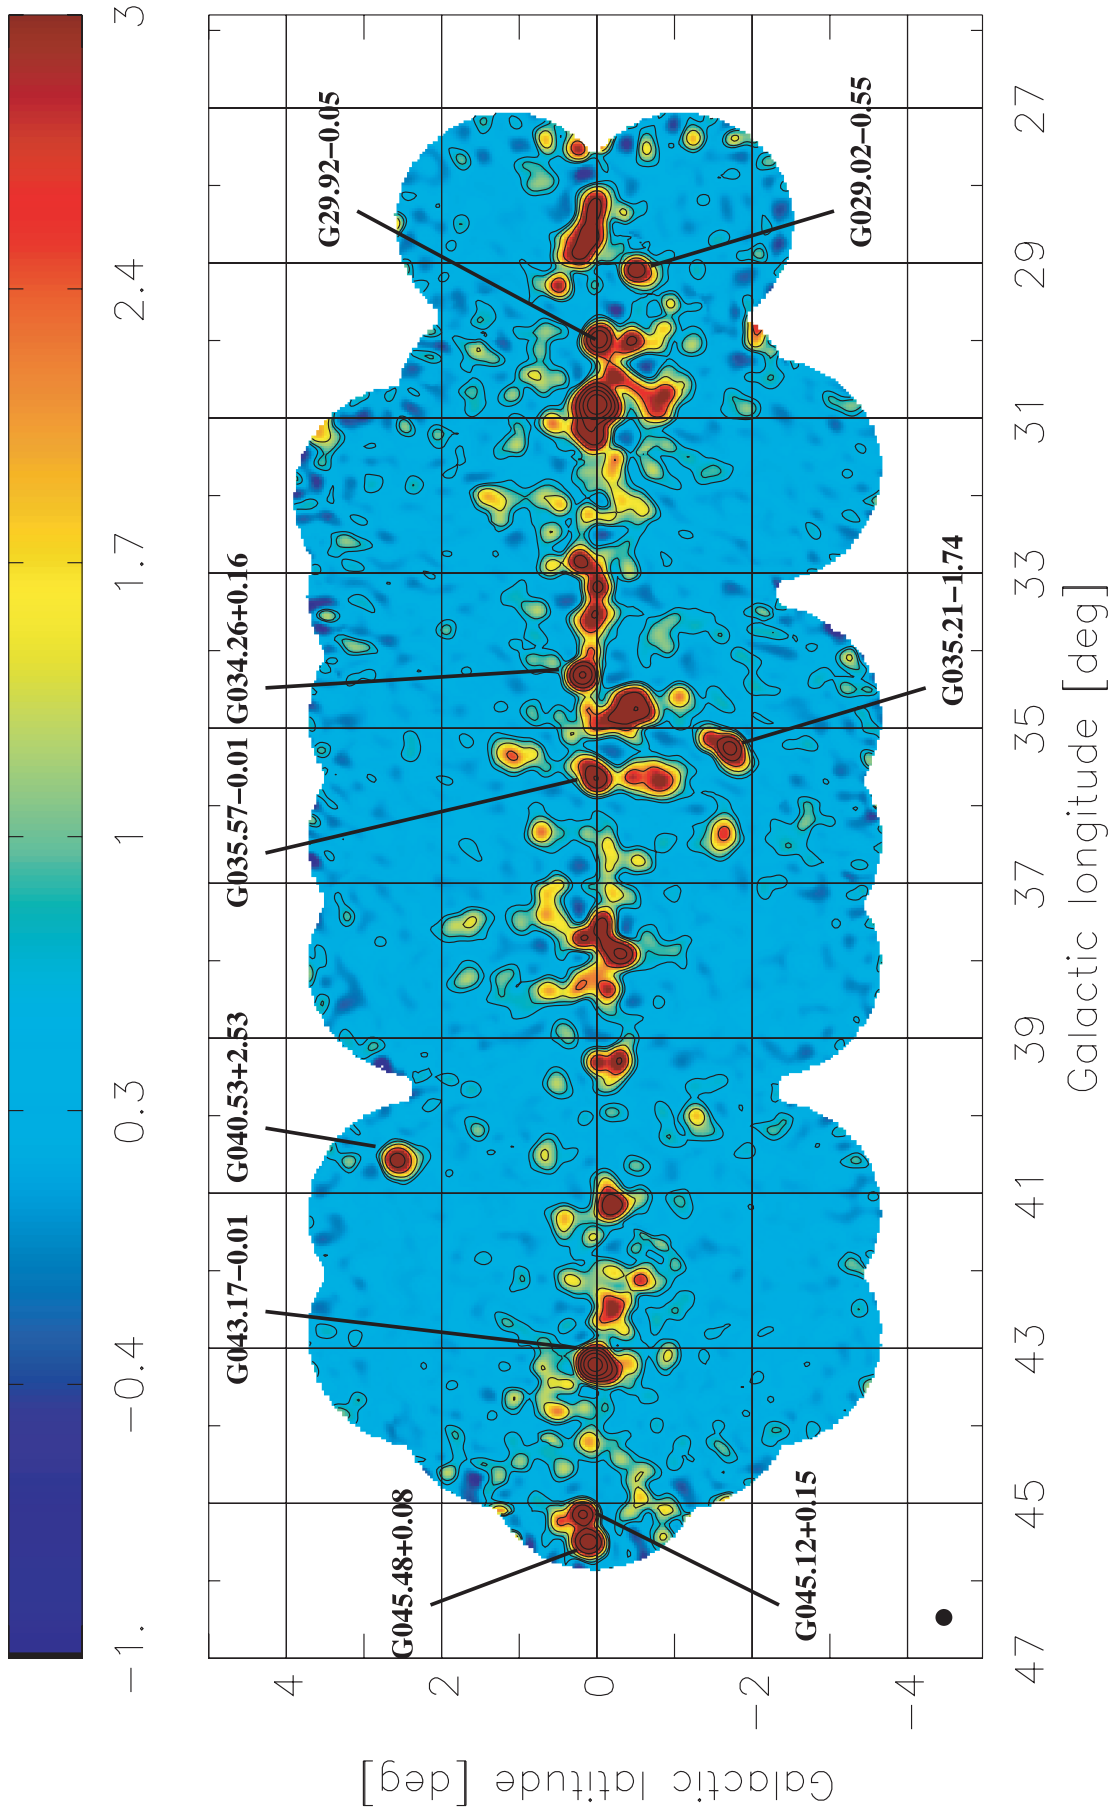 −1.
−0.4
0.3
1
1.7
2.4
3
G045.48+0.08
G043.17−0.01
G040.53+2.53
G035.57−0.01
G034.26+0.16
G29.92−0.05
G045.12+0.15
G035.21−1.74
G029.02−0.55
4
2
0
−2
−4
Galactic latitude [deg]
47
45
43
41
39
37
35
33
31
29
27
Galactic longitude [deg]